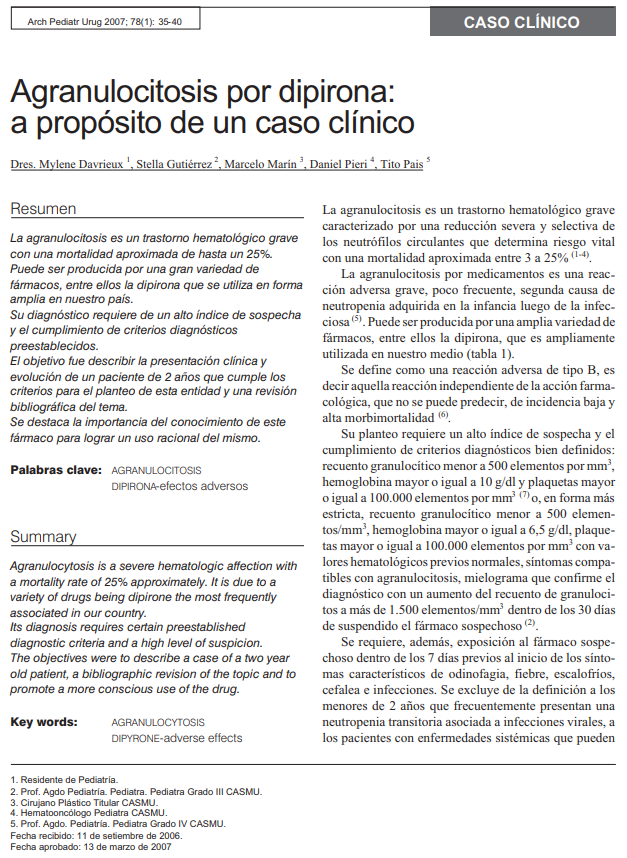 Arch Pediatr Urug 2007; 78(1): 35-40
CASO CLÍNICO
Agranulocitosis por dipirona:
a propósito de un caso clínico
Dres. Mylene Davrieux 1, Stella Gutiérrez 2, Marcelo Marín 3, Daniel Pieri 4, Tito Pais 5
Resumen
La agranulocitosis es un trastorno hematológico grave
con una mortalidad aproximada de hasta un 25%.
Puede ser producida por una gran variedad de
fármacos, entre ellos la dipirona que se utiliza en forma
amplia en nuestro país.
Su diagnóstico requiere de un alto índice de sospecha
y el cumplimiento de criterios diagnósticos
preestablecidos.
El objetivo fue describir la presentación clínica y
evolución de un paciente de 2 años que cumple los
criterios para el planteo de esta entidad y una revisión
bibliográfica del tema.
Se destaca la importancia del conocimiento de este
fármaco para lograr un uso racional del mismo.
Palabras clave: AGRANULOCITOSIS
DIPIRONA-efectos adversos
Summary
Agranulocytosis is a severe hematologic affection with
a mortality rate of 25% approximately. It is due to a
variety of drugs being dipirone the most frequently
associated in our country.
Its diagnosis requires certain preestablished
diagnostic criteria and a high level of suspicion.
The objectives were to describe a case of a two year
old patient, a bibliographic revision of the topic and to
promote a more conscious use of the drug.
Key words: AGRANULOCYTOSIS
DIPYRONE-adverse effects
La agranulocitosis es un trastorno hematológico grave
caracterizado por una reducción severa y selectiva de
los neutrófilos circulantes que determina riesgo vital
con una mortalidad aproximada entre 3 a 25% (1-4).
La agranulocitosis por medicamentos es una reac-
ción adversa grave, poco frecuente, segunda causa de
neutropenia adquirida en la infancia luego de la infec-
ciosa (5). Puede ser producida por una amplia variedad de
fármacos, entre ellos la dipirona, que es ampliamente
utilizada en nuestro medio (tabla 1).
Se define como una reacción adversa de tipo B, es
decir aquella reacción independiente de la acción farma-
cológica, que no se puede predecir, de incidencia baja y
alta morbimortalidad (6).
Su planteo requiere un alto índice de sospecha y el
cumplimiento de criterios diagnósticos bien definidos:
recuento granulocítico menor a 500 elementos por mm3,
hemoglobina mayor o igual a 10 g/dl y plaquetas mayor
o igual a 100.000 elementos por mm3 (7) o, en forma más
estricta, recuento granulocítico menor a 500 elemen-
tos/mm3, hemoglobina mayor o igual a 6,5 g/dl, plaque-
tas mayor o igual a 100.000 elementos por mm3 con va-
lores hematológicos previos normales, síntomas compa-
tibles con agranulocitosis, mielograma que confirme el
diagnóstico con un aumento del recuento de granuloci-
tos a más de 1.500 elementos/mm3 dentro de los 30 días
de suspendido el fármaco sospechoso (2).
Se requiere, además, exposición al fármaco sospe-
choso dentro de los 7 días previos al inicio de los sínto-
mas característicos de odinofagia, fiebre, escalofríos,
cefalea e infecciones. Se excluye de la definición a los
menores de 2 años que frecuentemente presentan una
neutropenia transitoria asociada a infecciones virales, a
los pacientes con enfermedades sistémicas que pueden
1. Residente de Pediatría.
2. Prof. Agdo Pediatría. Pediatra. Pediatra Grado III CASMU.
3. Cirujano Plástico Titular CASMU.
4. Hematooncólogo Pediatra CASMU.
5. Prof. Agdo. Pediatría. Pediatra Grado IV CASMU.
Fecha recibido: 11 de setiembre de 2006.
Fecha aprobado: 13 de marzo de 2007